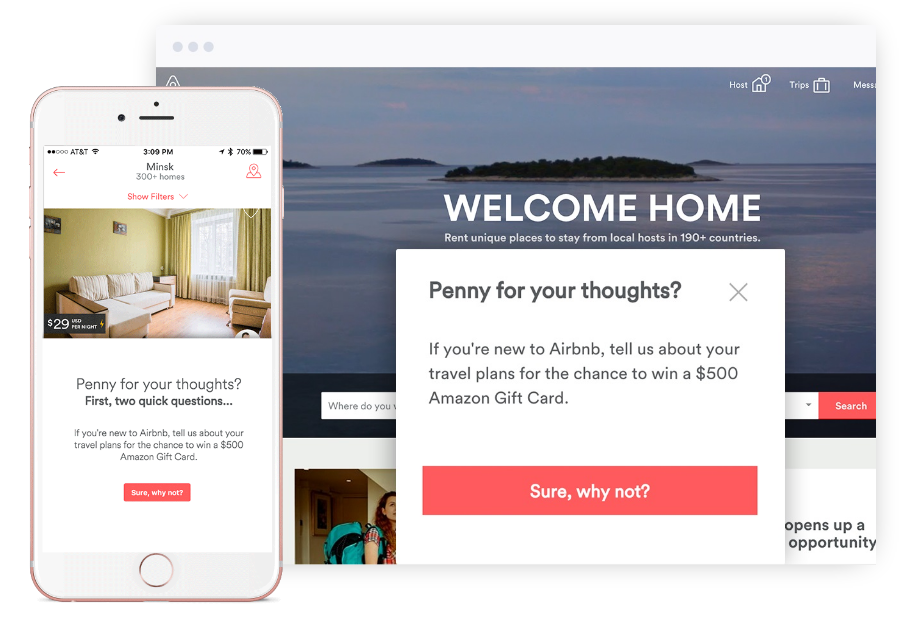 AT&T
3:09 PM
70%
Minsk
300+ homes
Show Filters
$29 USD
PER NIGHT
Penny for your thoughts?
First, two quick questions...
If you're new to Airbnb, tell us about your
travel plans for the chance to win a $500
Amazon Gift Card.
Sure, why not?
Host
1
Trips
Messa
WELCOME HOME
Rent unique places to stay from local hosts in 190+ countries.
Penny for your thoughts?
If you're new to Airbnb, tell us about your
travel plans for the chance to win a $500
Amazon Gift Card.
Sure, why not?
Where do you
Search
opens up a
opportunity